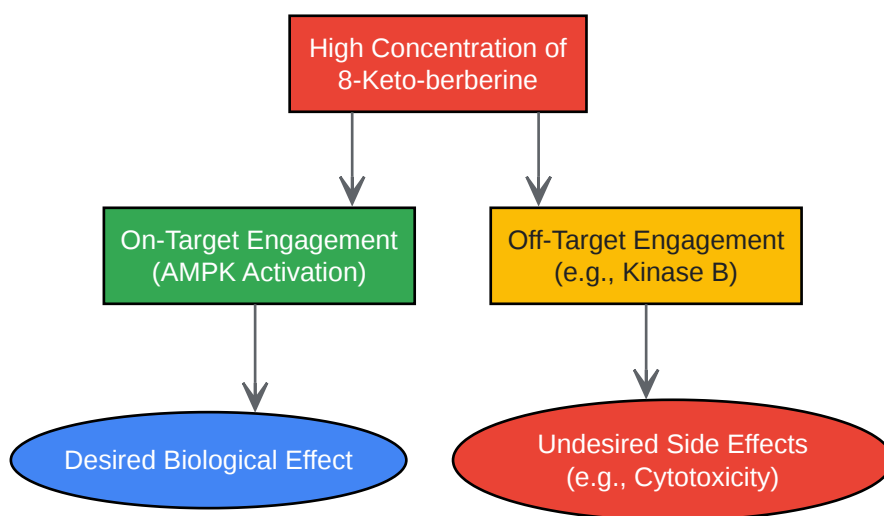 High Concentration of
8-Keto-berberine
On-Target Engagement
(AMPK Activation)
Off-Target Engagement
(e.g., Kinase B)
Desired Biological Effect
Undesired Side Effects
(e.g., Cytotoxicity)